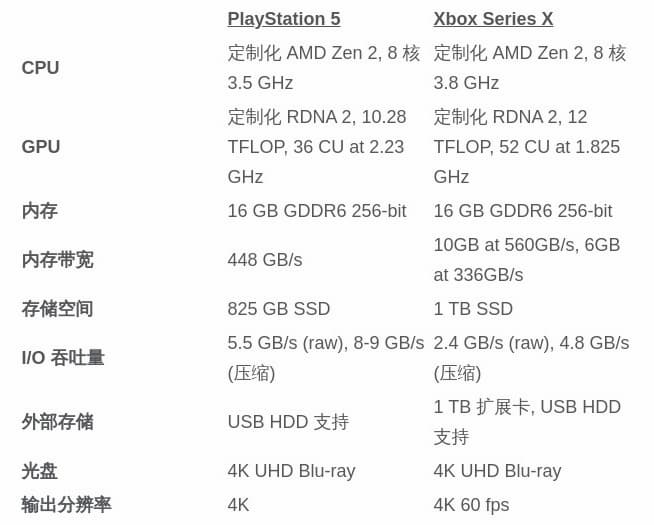 PlayStation 5 Xbox Series X
CPU
定制化 AMD Zen 2, 8 核
3.5 GHz
定制化 AMD Zen 2, 8 核
3.8 GHz
GPU
定制化 RDNA 2, 10.28
TFLOP, 36 CU at 2.23
GHz
定制化 RDNA 2, 12
TFLOP, 52 CU at 1.825
GHz
内存
16 GB GDDR6 256-bit
16 GB GDDR6 256-bit
内存带宽
448 GB/s
10GB at 560GB/s, 6GB
at 336GB/s
存储空间
825 GB SSD
1 TB SSD
I/O 吞吐量
5.5 GB/s (raw), 8-9 GB/s
(压缩)
2.4 GB/s (raw), 4.8 GB/s
(压缩)
外部存储
USB HDD 支持
1 TB 扩展卡, USB HDD
支持
光盘
4K UHD Blu-ray
4K UHD Blu-ray
输出分辨率
4K
4K 60 fps